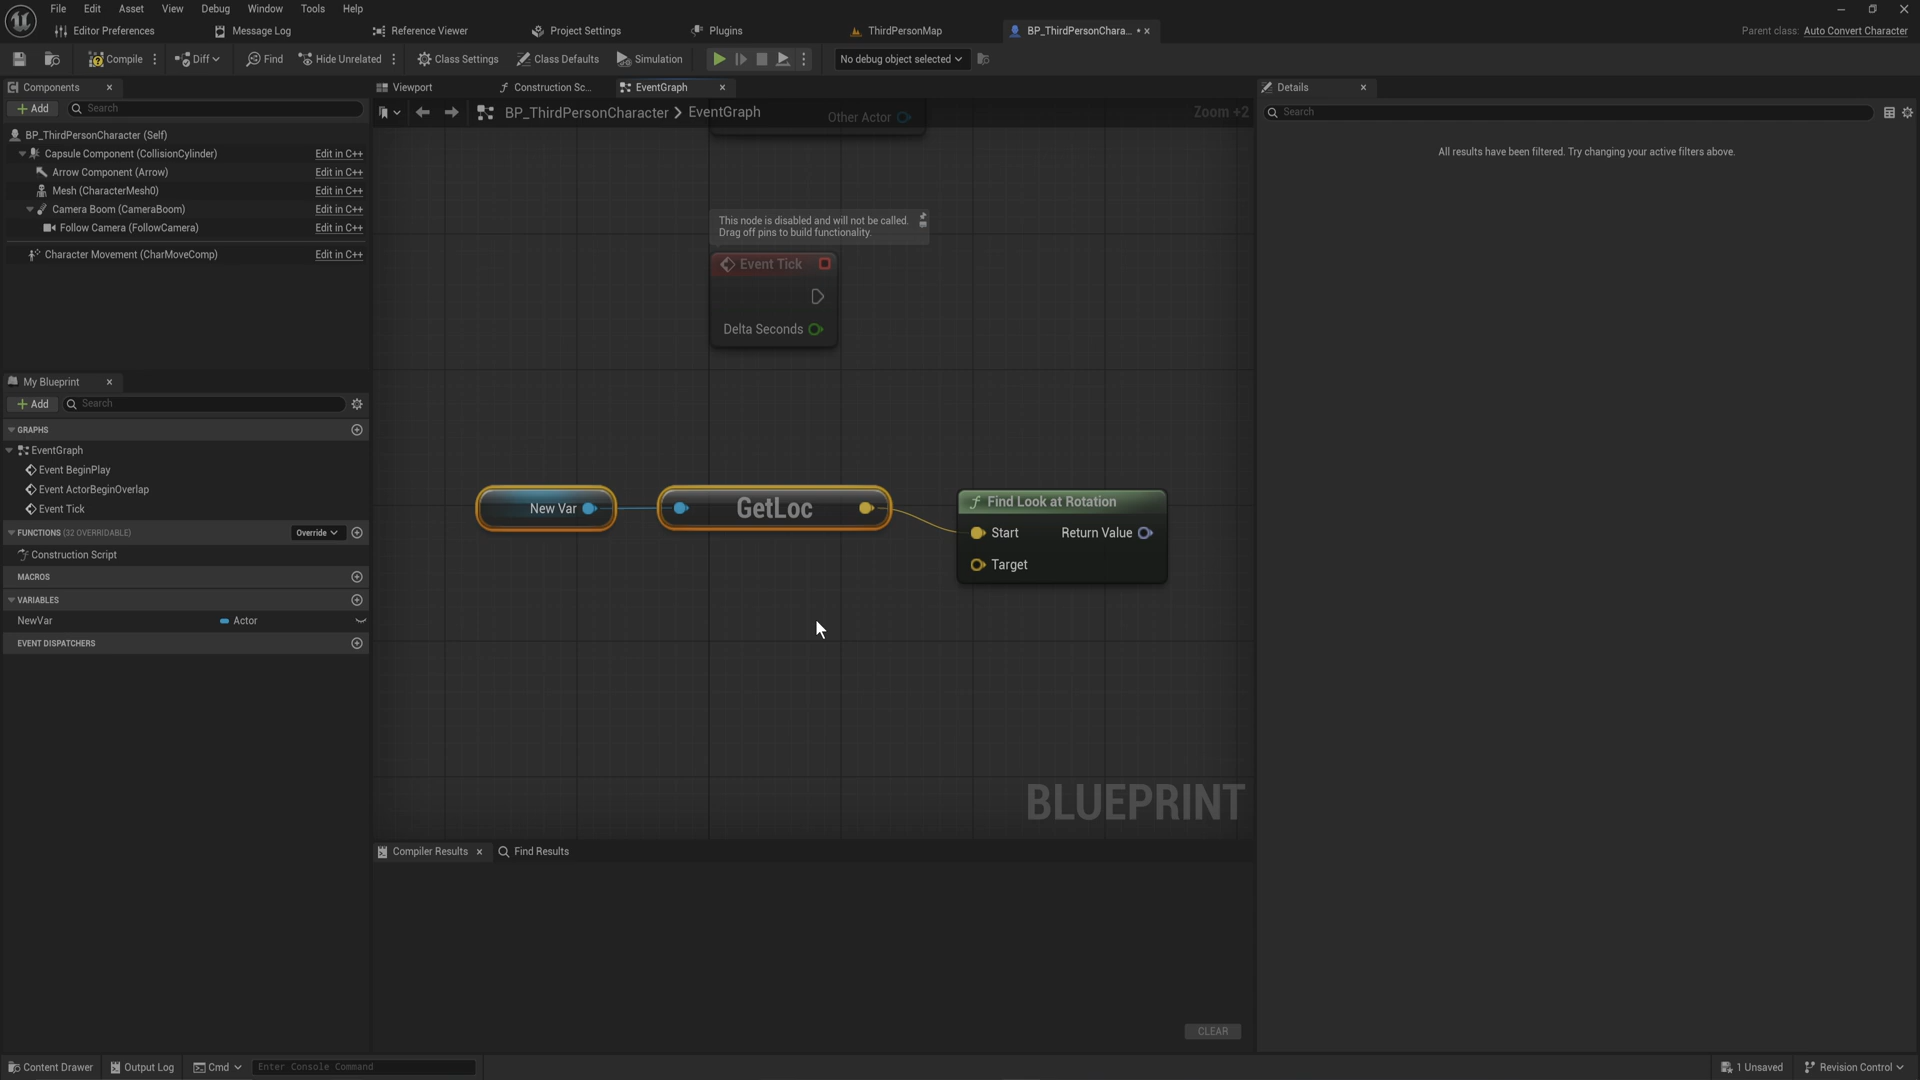 File Edit Asset View Debug Window Tools Help
Editor Preferences Message Log Reference Viewer Project Settings Plugins ThirdPersonMap BP_ThirdPersonChara... • × Parent class: Auto Convert Character
Compile Diff Find Hide Unrelated Class Settings Class Defaults Simulation No debug object selected
Components
Add Search
BP_ThirdPersonCharacter (Self)
Capsule Component (CollisionCylinder) Edit in C++
Arrow Component (Arrow) Edit in C++
Mesh (CharacterMesh0) Edit in C++
Camera Boom (CameraBoom) Edit in C++
Follow Camera (FollowCamera) Edit in C++
Character Movement (CharMoveComp) Edit in C++
My Blueprint
Add Search
GRAPHS
EventGraph
Event BeginPlay
Event ActorBeginOverlap
Event Tick
FUNCTIONS (32 OVERRIDABLE) Override
Construction Script
MACROS
VARIABLES
NewVar Actor
EVENT DISPATCHERS
Viewport Construction Sc... EventGraph
BP_ThirdPersonCharacter > EventGraph Zoom +2
Other Actor
This node is disabled and will not be called.
Drag off pins to build functionality.
Event Tick
Delta Seconds
New Var
GetLoc
Find Look at Rotation
Start Return Value
Target
BLUEPRINT
Compiler Results Find Results
CLEAR
Details
Search
All results have been filtered. Try changing your active filters above.
Content Drawer Output Log Cmd Enter Console Command 1 Unsaved Revision Control